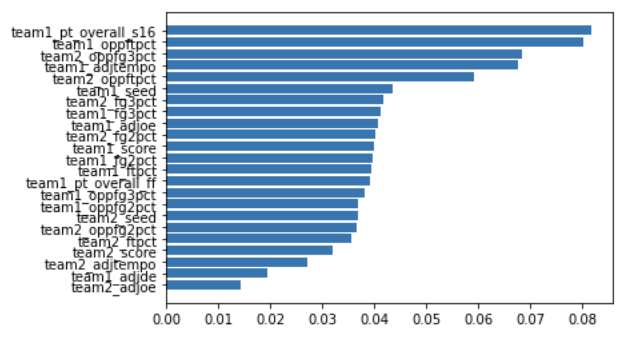 team1_pt_overall_s16
team1_oppftpct
team2_oppfg3pct
team1_adjtempo
team2_oppftpct
team1_seed
team2_fg3pct
team1_fg3pct
team1_adjoe
team2_fg2pct
team1_score
team1_fg2pct
team1_ftpct
team1_pt_overall_ff
team1_oppfg3pct
team1_oppfg2pct
team2_seed
team2_oppfg2pct
team2_ftpct
team2_score
team2_adjtempo
team1_adjde
team2_adjoe
0.00 0.01 0.02 0.03 0.04 0.05 0.06 0.07 0.08